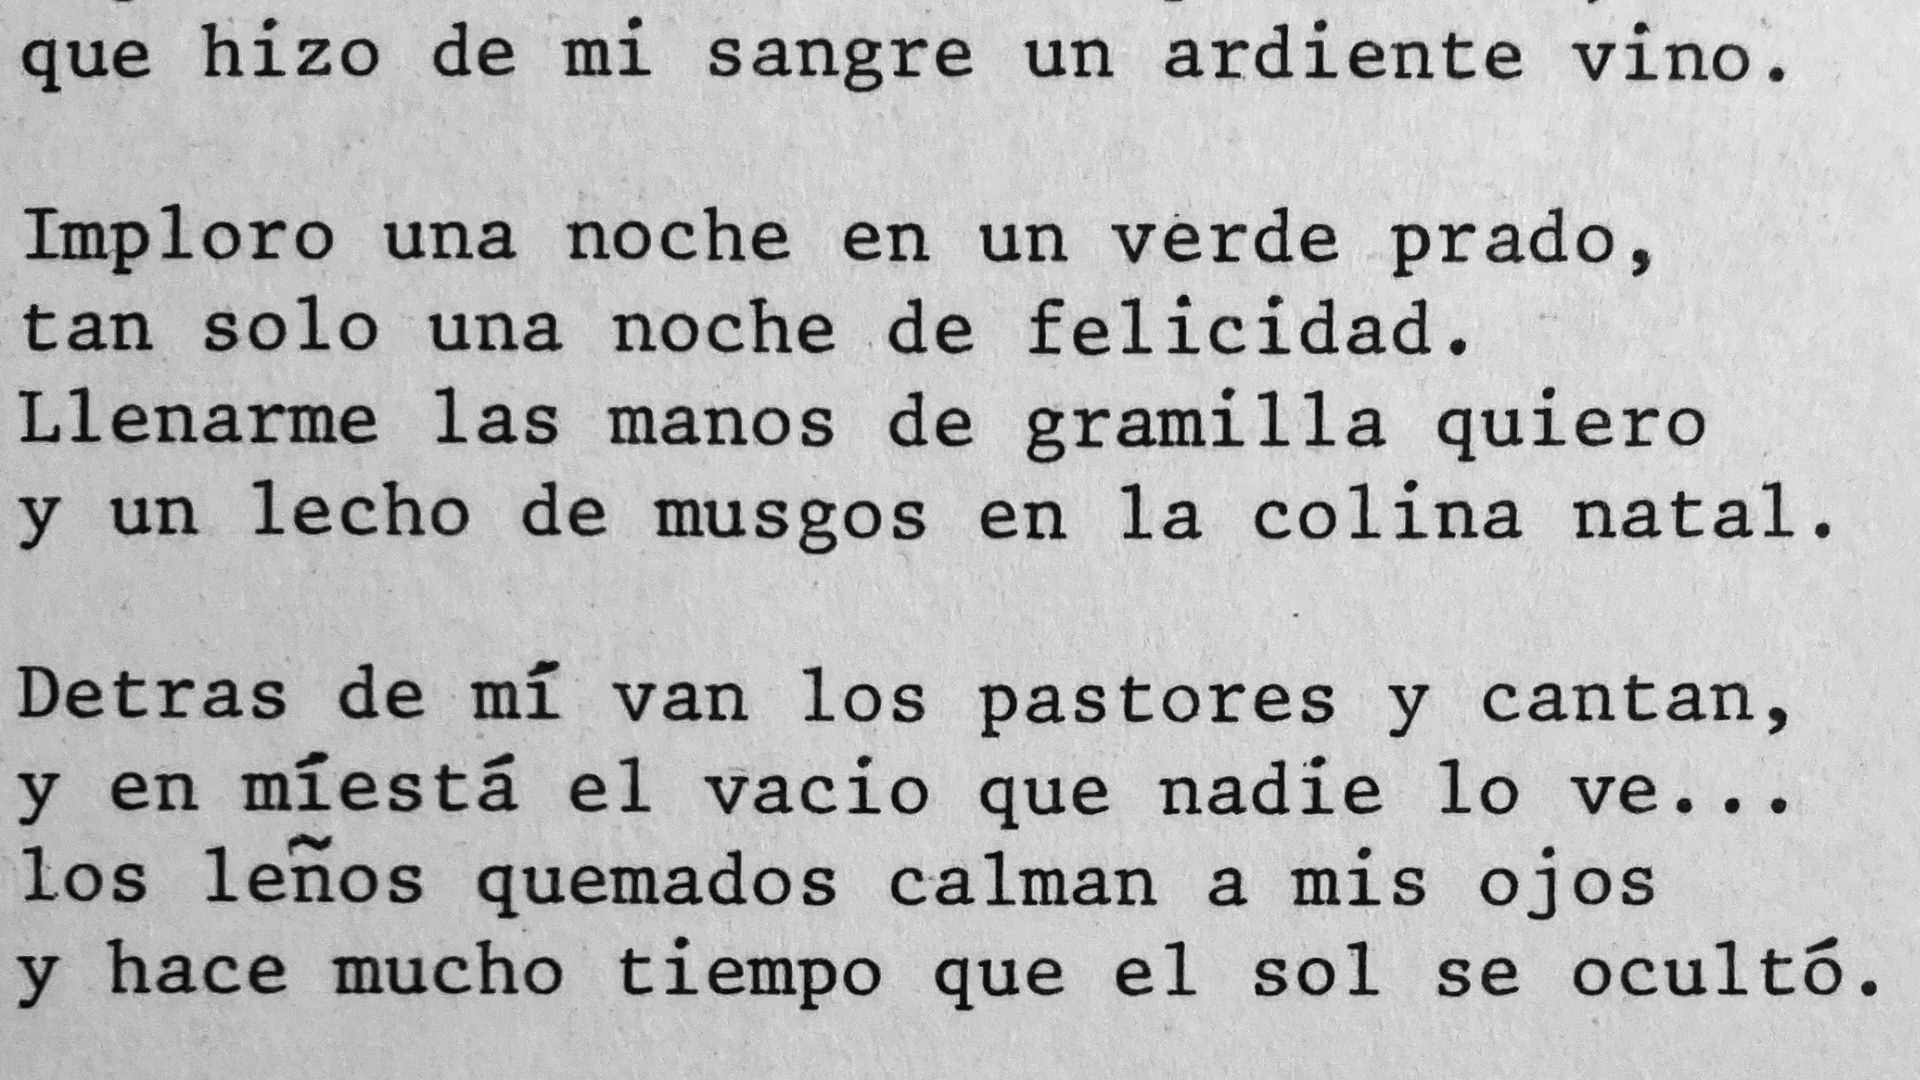 que hizo de mi sangre un ardiente vino.
Imploro una noche en un verde prado,
tan solo una noche de felicidad.
Llenarme las manos de gramilla quiero
y un lecho de musgos en la colina natal.
Detras de mí van los pastores y cantan,
y en míestá el vacio que nadie lo ve...
los leños quemados calman a mis ojos
y hace mucho tiempo que el sol se ocultó.